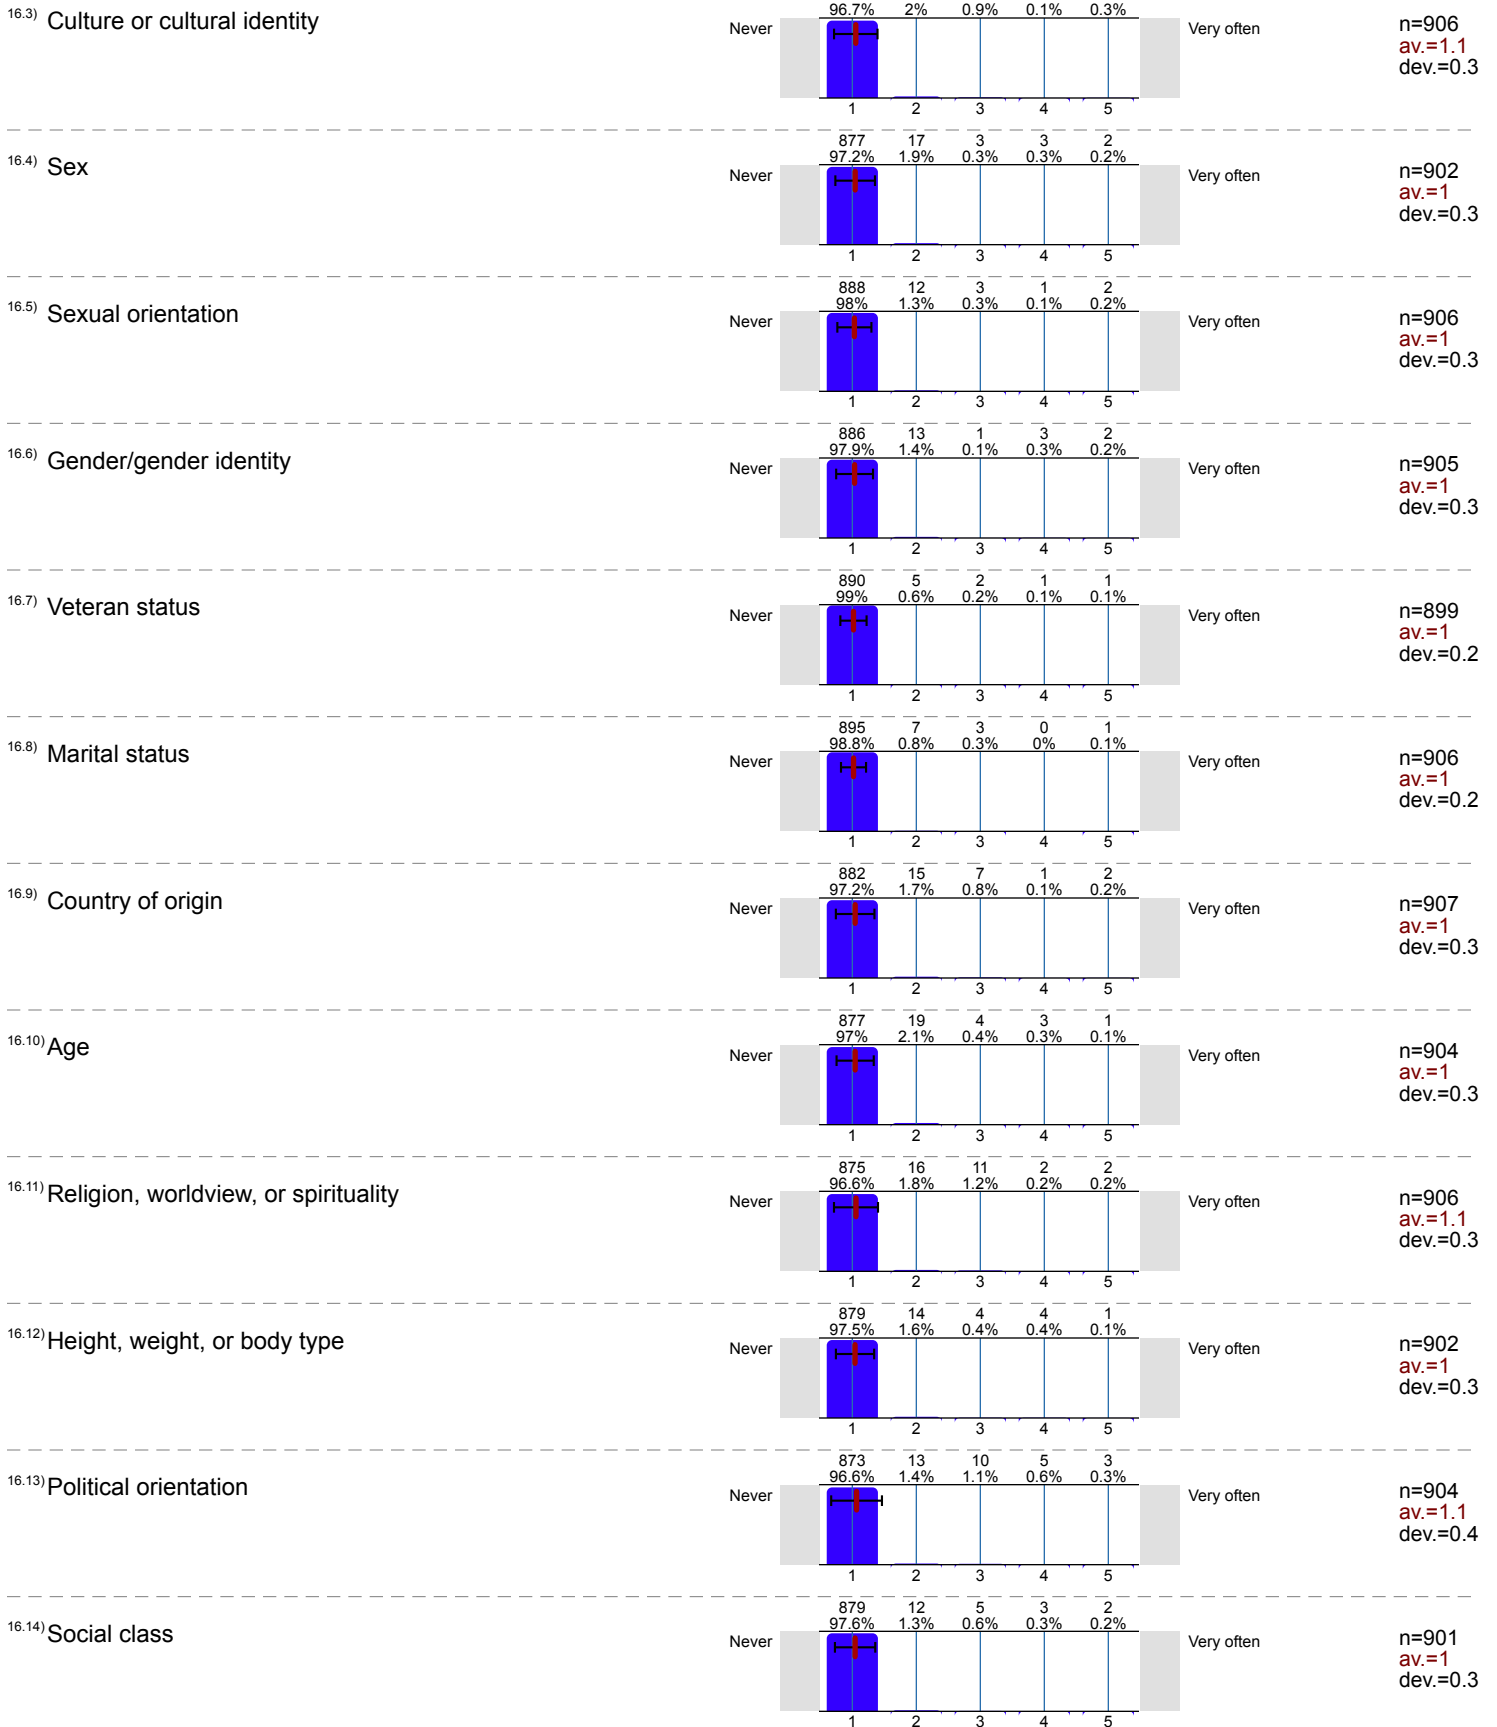 16.3) Culture or cultural identity
96.7% 2% 0.9% 0.1% 0.3%
Never Very often
n=906
av.=1.1
dev.=0.3
1 2 3 4 5
16.4) Sex
877 17 3 3 2
97.2% 1.9% 0.3% 0.3% 0.2%
Never Very often
n=902
av.=1
dev.=0.3
1 2 3 4 5
16.5) Sexual orientation
888 12 3 1 2
98% 1.3% 0.3% 0.1% 0.2%
Never Very often
n=906
av.=1
dev.=0.3
1 2 3 4 5
16.6) Gender/gender identity
886 13 1 3 2
97.9% 1.4% 0.1% 0.3% 0.2%
Never Very often
n=905
av.=1
dev.=0.3
1 2 3 4 5
16.7) Veteran status
890 5 2 1 1
99% 0.6% 0.2% 0.1% 0.1%
Never Very often
n=899
av.=1
dev.=0.2
1 2 3 4 5
16.8) Marital status
895 7 3 0 1
98.8% 0.8% 0.3% 0% 0.1%
Never Very often
n=906
av.=1
dev.=0.2
1 2 3 4 5
16.9) Country of origin
882 15 7 1 2
97.2% 1.7% 0.8% 0.1% 0.2%
Never Very often
n=907
av.=1
dev.=0.3
1 2 3 4 5
16.10) Age
877 19 4 3 1
97% 2.1% 0.4% 0.3% 0.1%
Never Very often
n=904
av.=1
dev.=0.3
1 2 3 4 5
16.11) Religion, worldview, or spirituality
875 16 11 2 2
96.6% 1.8% 1.2% 0.2% 0.2%
Never Very often
n=906
av.=1.1
dev.=0.3
1 2 3 4 5
16.12) Height, weight, or body type
879 14 4 4 1
97.5% 1.6% 0.4% 0.4% 0.1%
Never Very often
n=902
av.=1
dev.=0.3
1 2 3 4 5
16.13) Political orientation
873 13 10 5 3
96.6% 1.4% 1.1% 0.6% 0.3%
Never Very often
n=904
av.=1.1
dev.=0.4
1 2 3 4 5
16.14) Social class
879 12 5 3 2
97.6% 1.3% 0.6% 0.3% 0.2%
Never Very often
n=901
av.=1
dev.=0.3
1 2 3 4 5